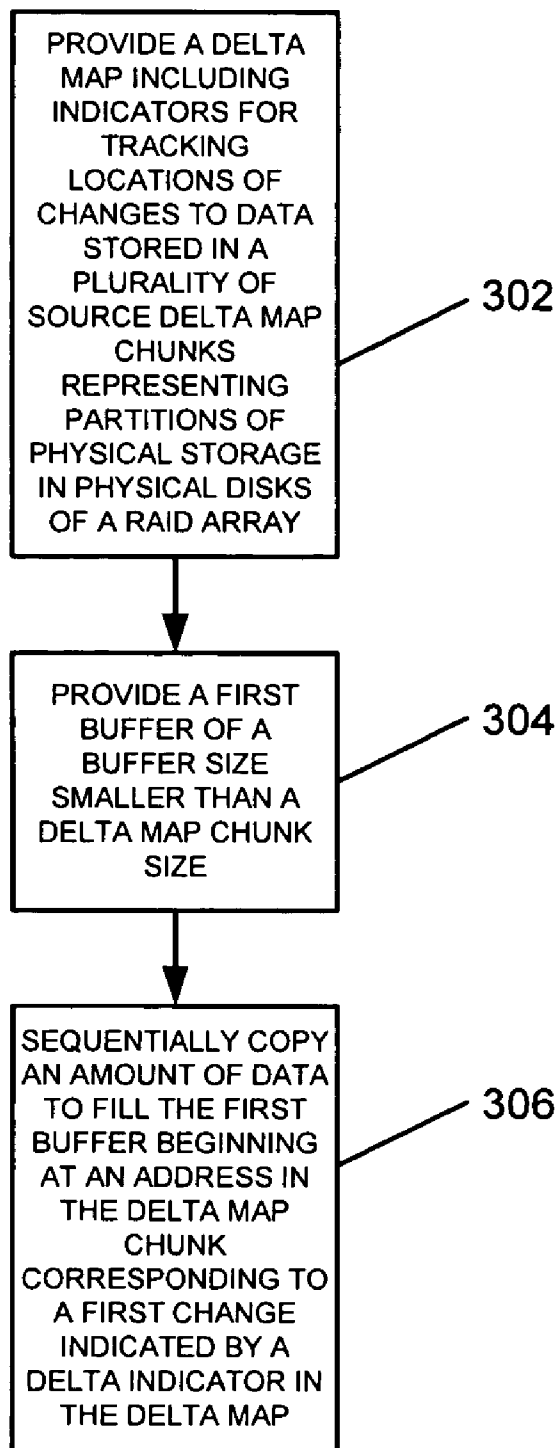 PROVIDE A DELTA
MAP INCLUDING
INDICATORS FOR
TRACKING
LOCATIONS OF
CHANGES TO DATA
STORED IN A
PLURALITY OF
SOURCE DELTA MAP
CHUNKS
REPRESENTING
PARTITIONS OF
PHYSICAL STORAGE
IN PHYSICAL DISKS
OF A RAID ARRAY
302
PROVIDE A FIRST
BUFFER OF A
BUFFER SIZE
SMALLER THAN A
DELTA MAP CHUNK
SIZE
304
SEQUENTIALLY COPY
AN AMOUNT OF DATA
TO FILL THE FIRST
BUFFER BEGINNING
AT AN ADDRESS IN
THE DELTA MAP
CHUNK
CORRESPONDING TO
A FIRST CHANGE
INDICATED BY A
DELTA INDICATOR IN
THE DELTA MAP
306